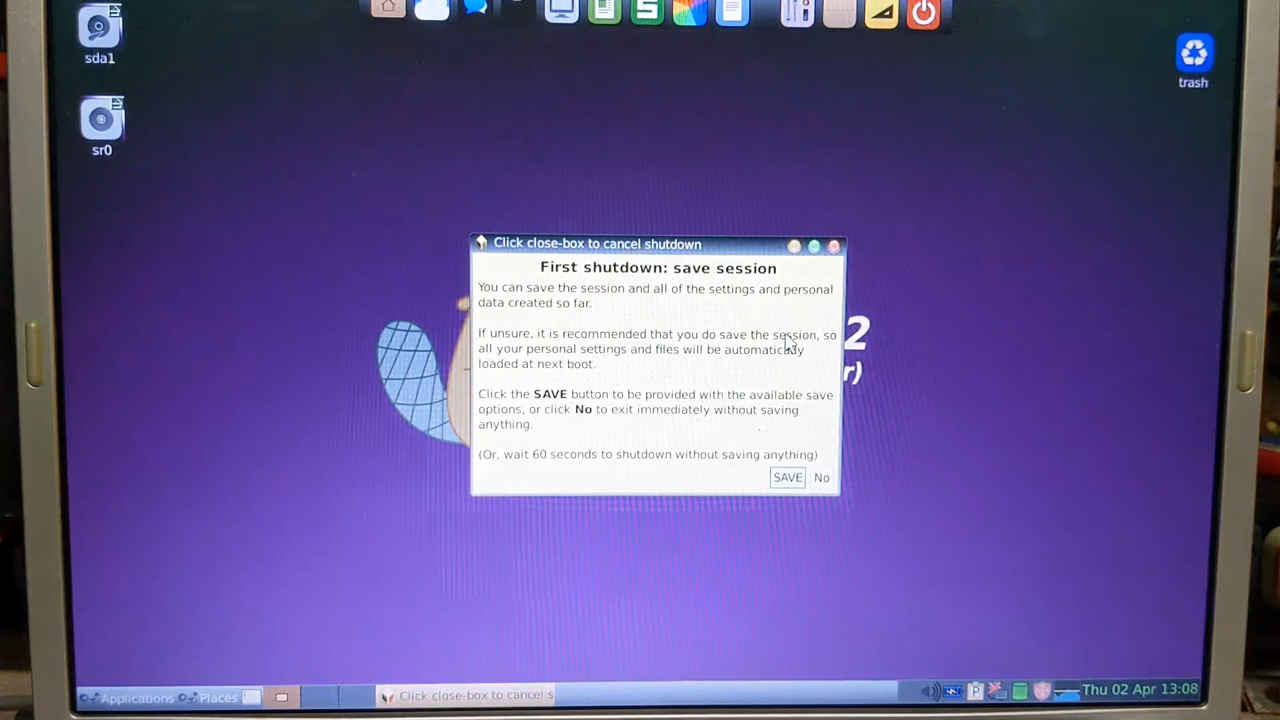 sda1
sr0
trash
Click close-box to cancel shutdown
First shutdown: save session
You can save the session and all of the settings and personal
data created so far.
If unsure, it is recommended that you do save the session, so
all your personal settings and files will be automatically
loaded at next boot.
Click the SAVE button to be provided with the available save
options, or click No to exit immediately without saving
anything.
(Or, wait 60 seconds to shutdown without saving anything)
SAVE No
2
r)
Applications Places Click close-box to cancel s P Thu 02 Apr 13:08